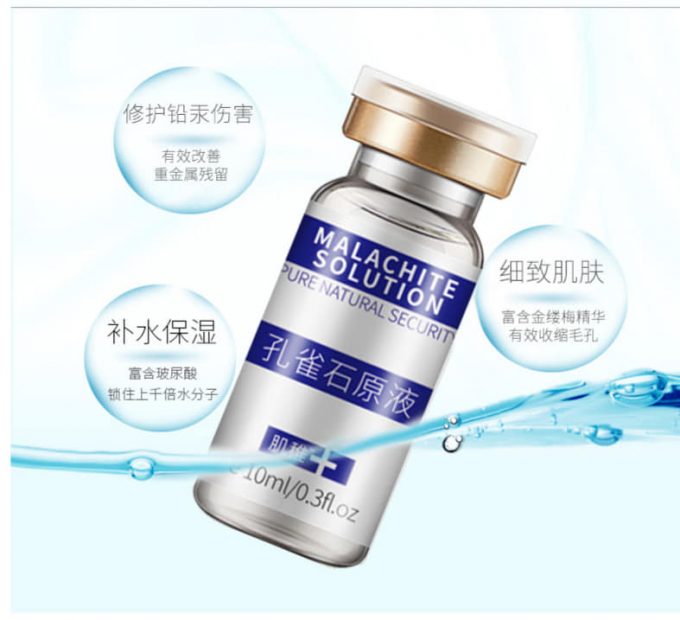 修护铅汞伤害
有效改善
重金属残留
MALACHITE
SOLUTION
PURE NATURAL SECURITY
孔雀石原液
肌雅+
10ml/0.3fl.oz
细致肌肤
富含金缕梅精华
有效收缩毛孔
补水保湿
富含玻尿酸
锁住上千倍水分子